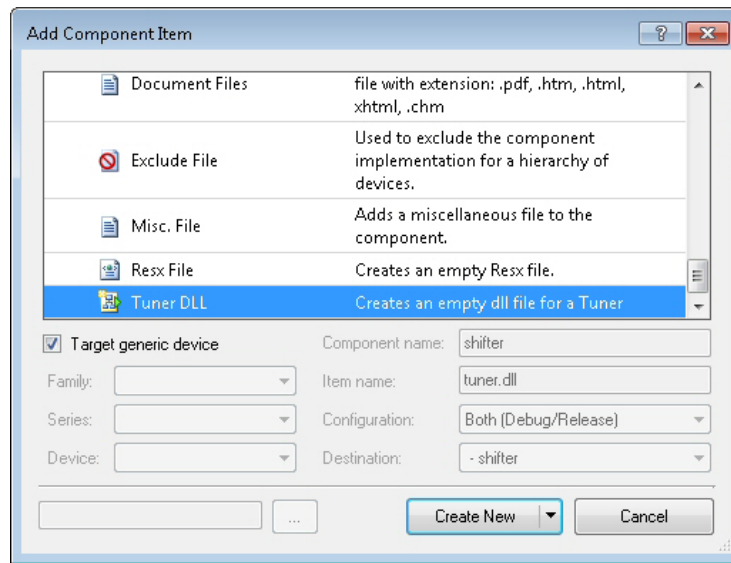 Add Component Item
Document Files
file with extension: .pdf, .htm, .html,
xhtml, .chm
Exclude File
Used to exclude the component
implementation for a hierarchy of
devices.
Misc. File
Adds a miscellaneous file to the
component.
Resx File
Creates an empty Resx file.
Tuner DLL
Creates an empty dll file for a Tuner
Target generic device
Component name:
shifter
Family:
Item name:
tuner.dll
Series:
Configuration:
Both (Debug/Release)
Device:
Destination:
- shifter
...
Create New
Cancel